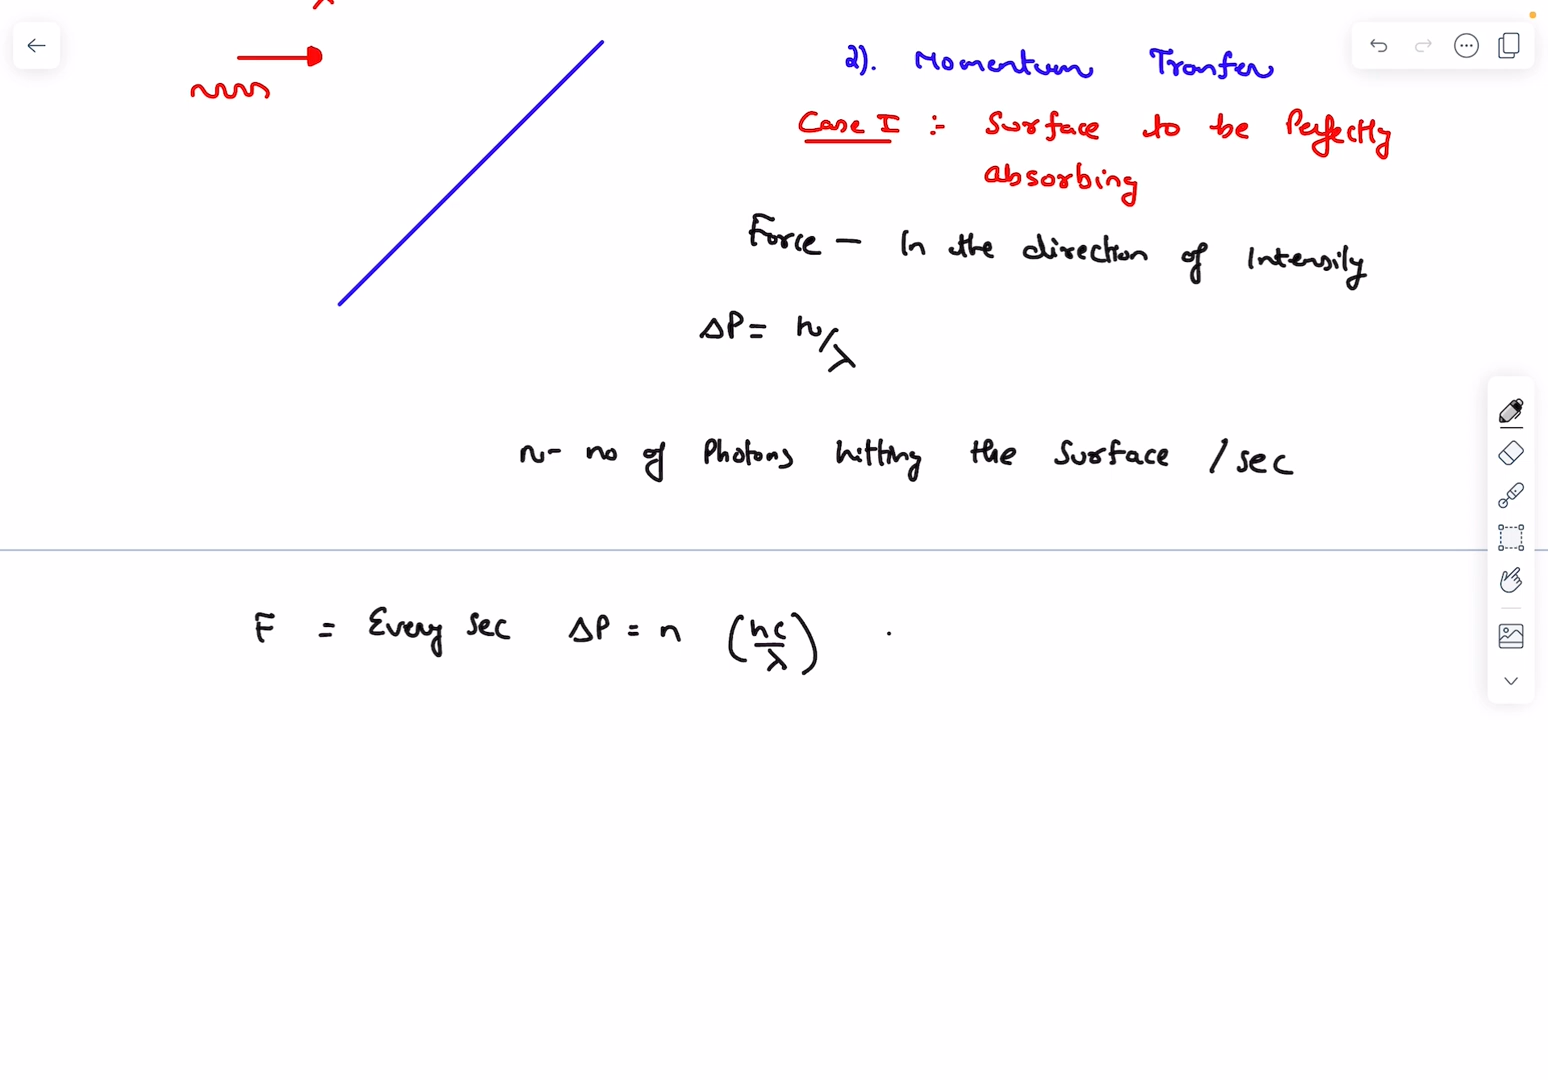 2). Momentum Tranfer
Case I :- Surface to be Perfectly
absorbing
Force — In the direction of Intensity
ΔP = h/λ
n- no of Photons hitting the Surface / sec
F = Every Sec ΔP = n (hc/λ) .